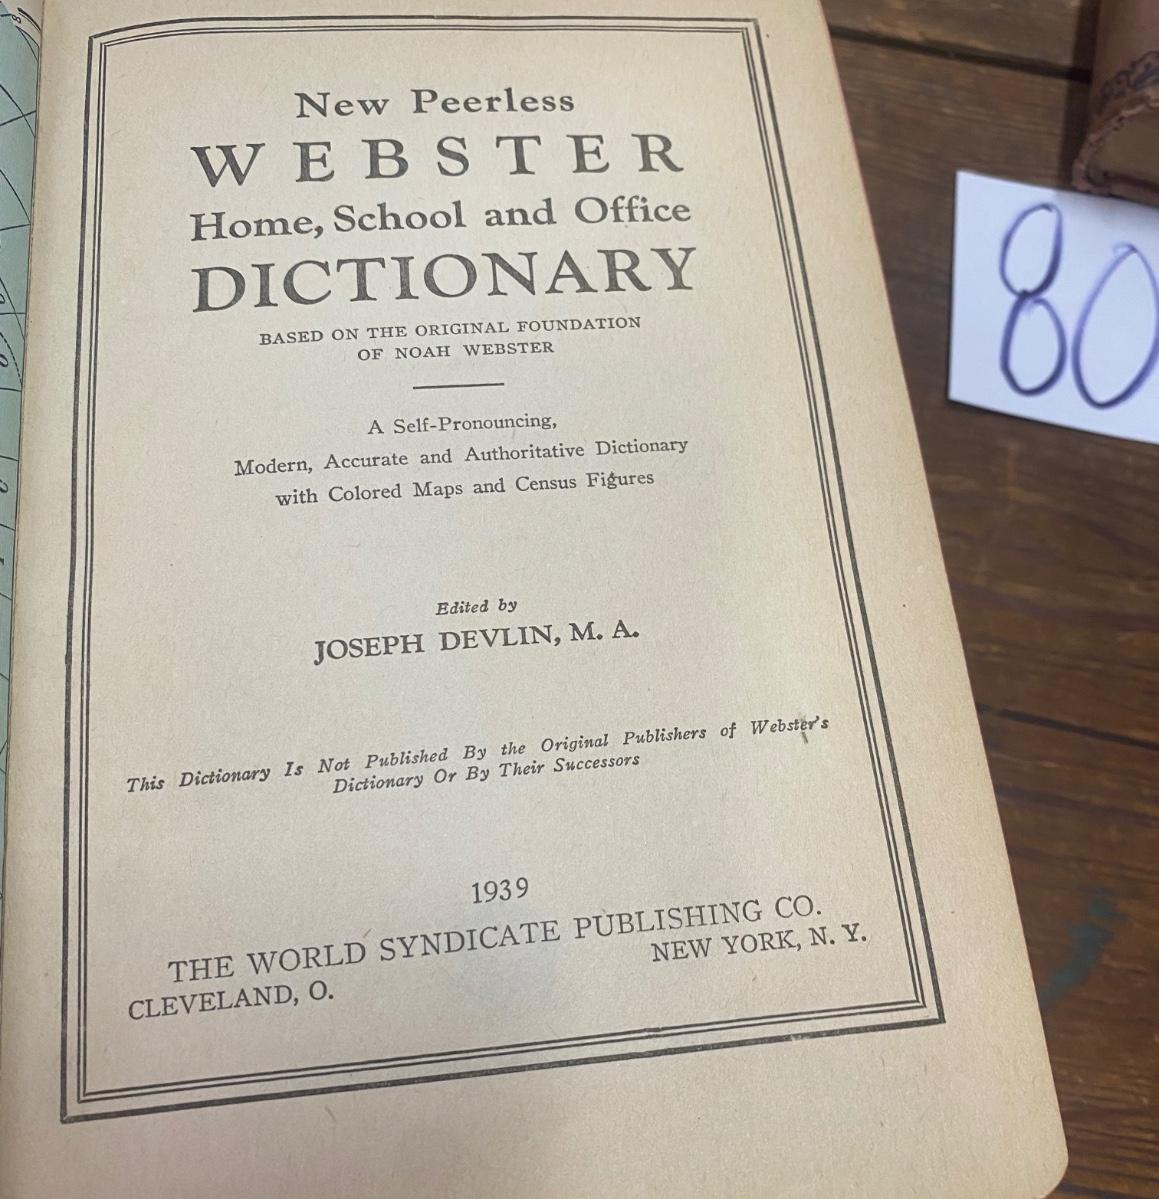 New Peerless
WEBSTER
Home, School and Office
DICTIONARY
BASED ON THE ORIGINAL FOUNDATION
OF NOAH WEBSTER
A Self-Pronouncing,
Modern, Accurate and Authoritative Dictionary
with Colored Maps and Census Figures
Edited by
JOSEPH DEVLIN, M. A.
This Dictionary Is Not Published By the Original Publishers of Webster's
Dictionary Or By Their Successors
1939
THE WORLD SYNDICATE PUBLISHING CO.
CLEVELAND, O. NEW YORK, N. Y.
80